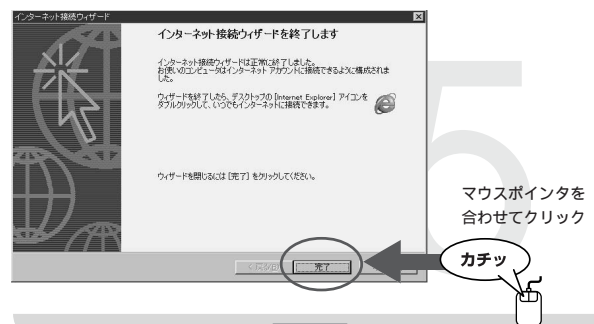 インターネット接続ウィザード
インターネット接続ウィザードを終了します
インターネット接続ウィザードは正常に終了しました。
お使いのコンピュータはインターネット アカウントに接続できるように構成されま
した。
ウィザードを終了したら、デスクトップの [Internet Explorer] アイコンを
ダブルクリックして、いつでもインターネットに接続できます。
ウィザードを閉じるには [完了] をクリックしてください。
完了
5
マウスポインタを
合わせてクリック
カチッ